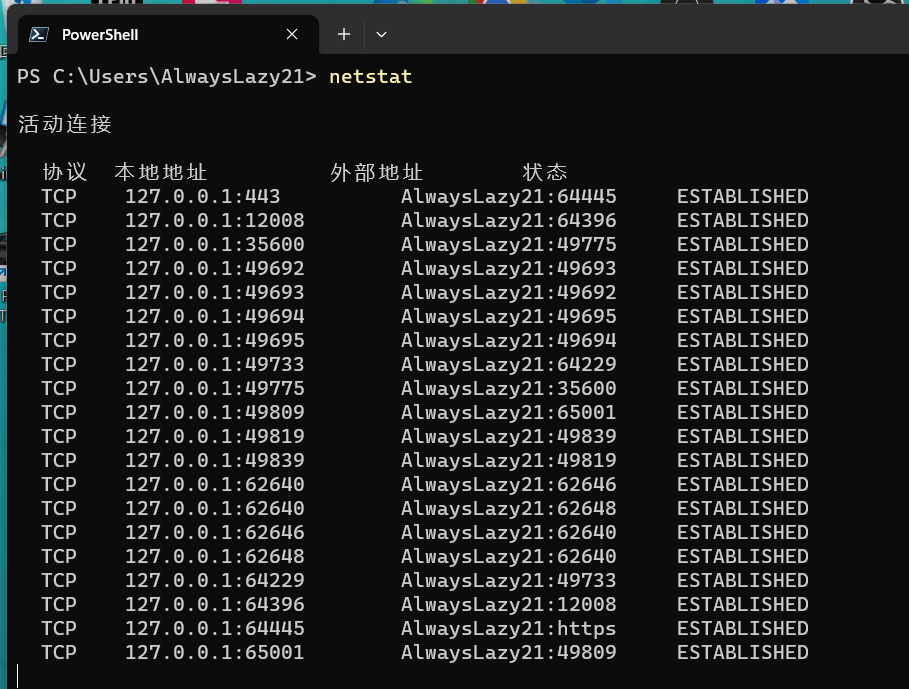 PowerShell
PS C:\Users\AlwaysLazy21> netstat
活动连接
协议 本地地址 外部地址 状态
TCP 127.0.0.1:443 AlwaysLazy21:64445 ESTABLISHED
TCP 127.0.0.1:12008 AlwaysLazy21:64396 ESTABLISHED
TCP 127.0.0.1:35600 AlwaysLazy21:49775 ESTABLISHED
TCP 127.0.0.1:49692 AlwaysLazy21:49693 ESTABLISHED
TCP 127.0.0.1:49693 AlwaysLazy21:49692 ESTABLISHED
TCP 127.0.0.1:49694 AlwaysLazy21:49695 ESTABLISHED
TCP 127.0.0.1:49695 AlwaysLazy21:49694 ESTABLISHED
TCP 127.0.0.1:49733 AlwaysLazy21:64229 ESTABLISHED
TCP 127.0.0.1:49775 AlwaysLazy21:35600 ESTABLISHED
TCP 127.0.0.1:49809 AlwaysLazy21:65001 ESTABLISHED
TCP 127.0.0.1:49819 AlwaysLazy21:49839 ESTABLISHED
TCP 127.0.0.1:49839 AlwaysLazy21:49819 ESTABLISHED
TCP 127.0.0.1:62640 AlwaysLazy21:62646 ESTABLISHED
TCP 127.0.0.1:62640 AlwaysLazy21:62648 ESTABLISHED
TCP 127.0.0.1:62646 AlwaysLazy21:62640 ESTABLISHED
TCP 127.0.0.1:62648 AlwaysLazy21:62640 ESTABLISHED
TCP 127.0.0.1:64229 AlwaysLazy21:49733 ESTABLISHED
TCP 127.0.0.1:64396 AlwaysLazy21:12008 ESTABLISHED
TCP 127.0.0.1:64445 AlwaysLazy21:https ESTABLISHED
TCP 127.0.0.1:65001 AlwaysLazy21:49809 ESTABLISHED